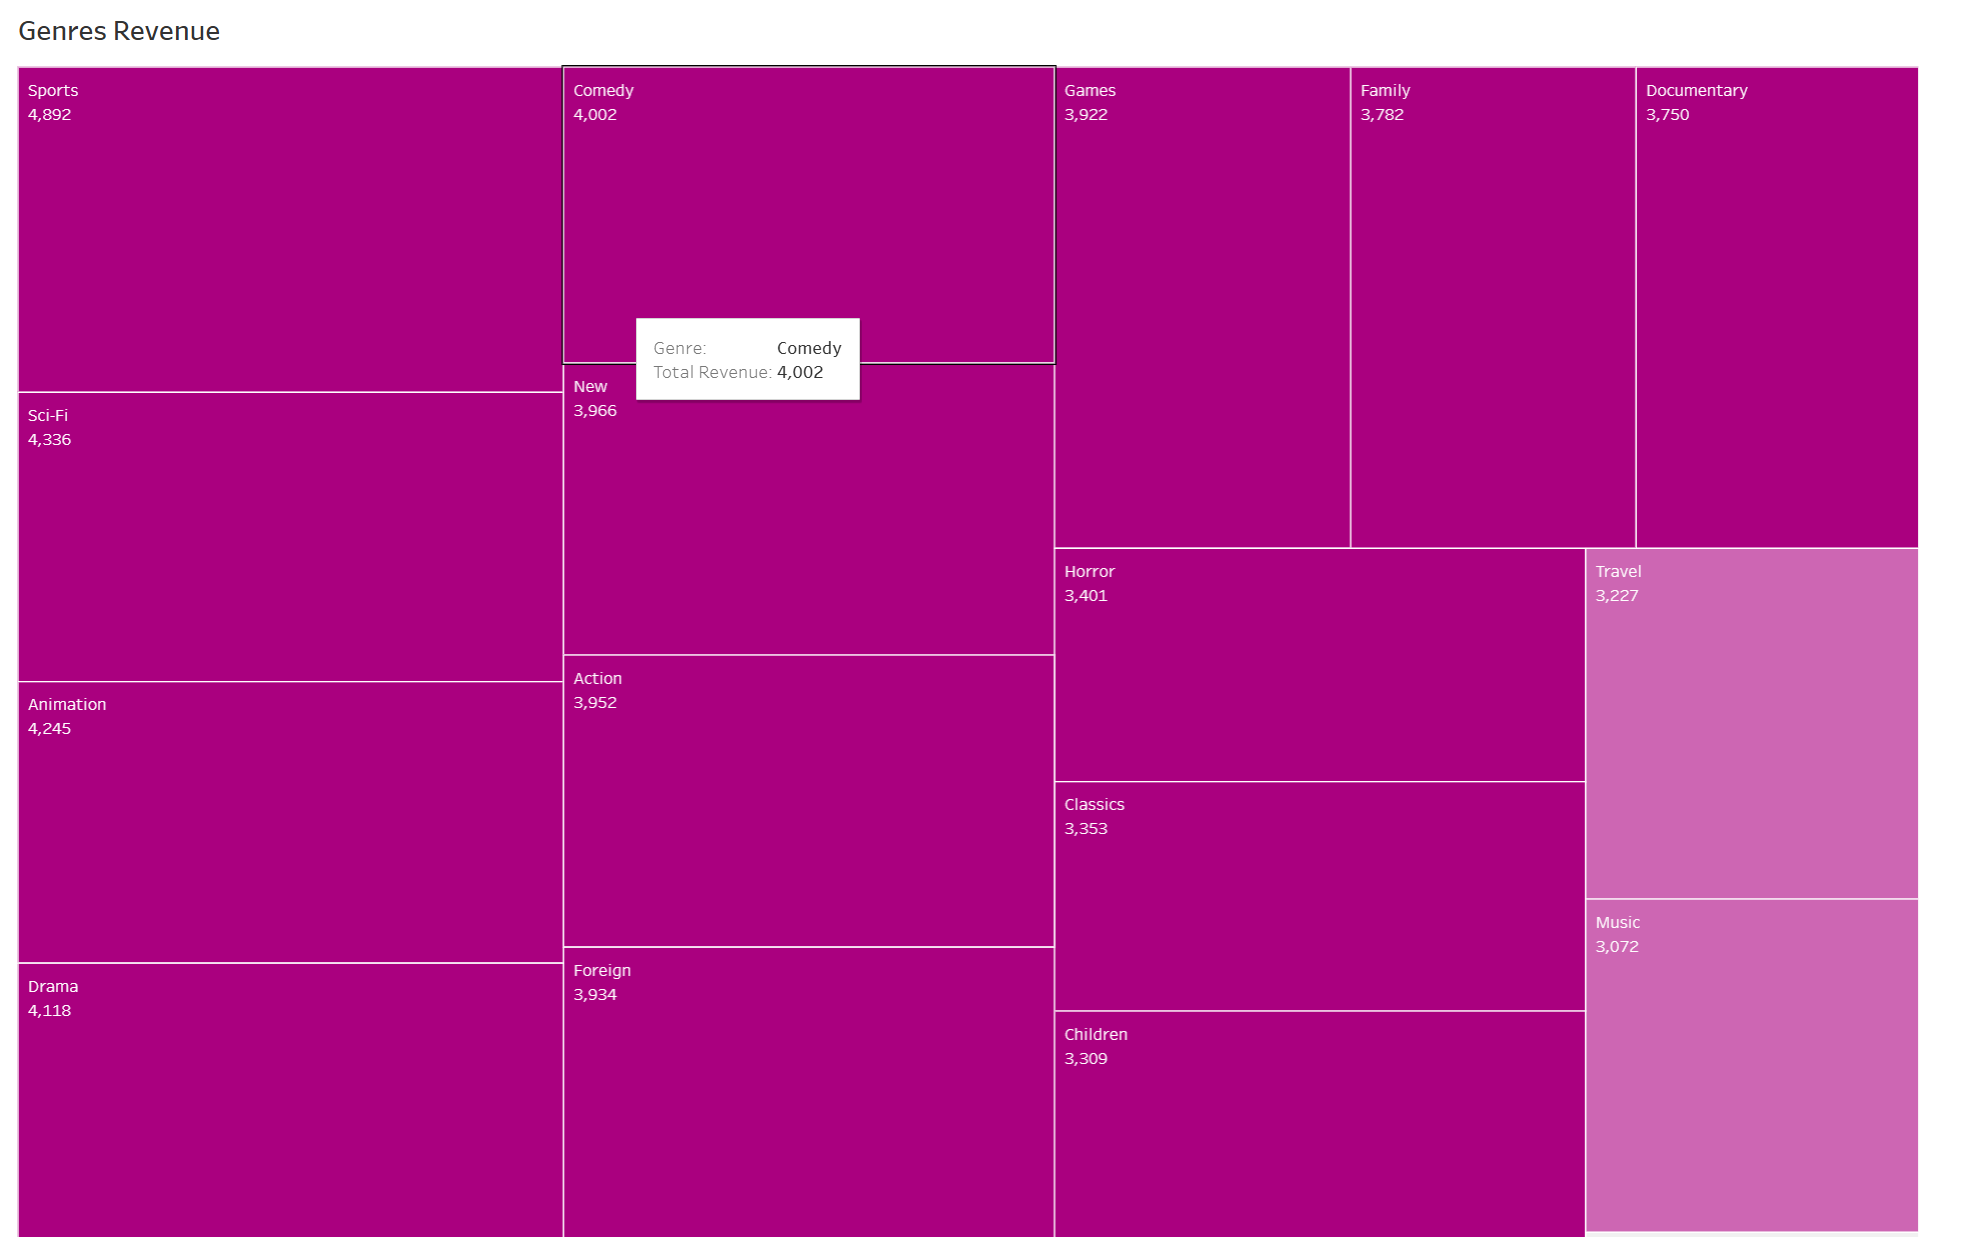 Genres Revenue
Sports
4,892
Sci-Fi
4,336
Animation
4,245
Drama
4,118
Comedy
4,002
Genre: Comedy
Total Revenue: 4,002
New
3,966
Action
3,952
Foreign
3,934
Games
3,922
Family
3,782
Documentary
3,750
Horror
3,401
Classics
3,353
Children
3,309
Travel
3,227
Music
3,072